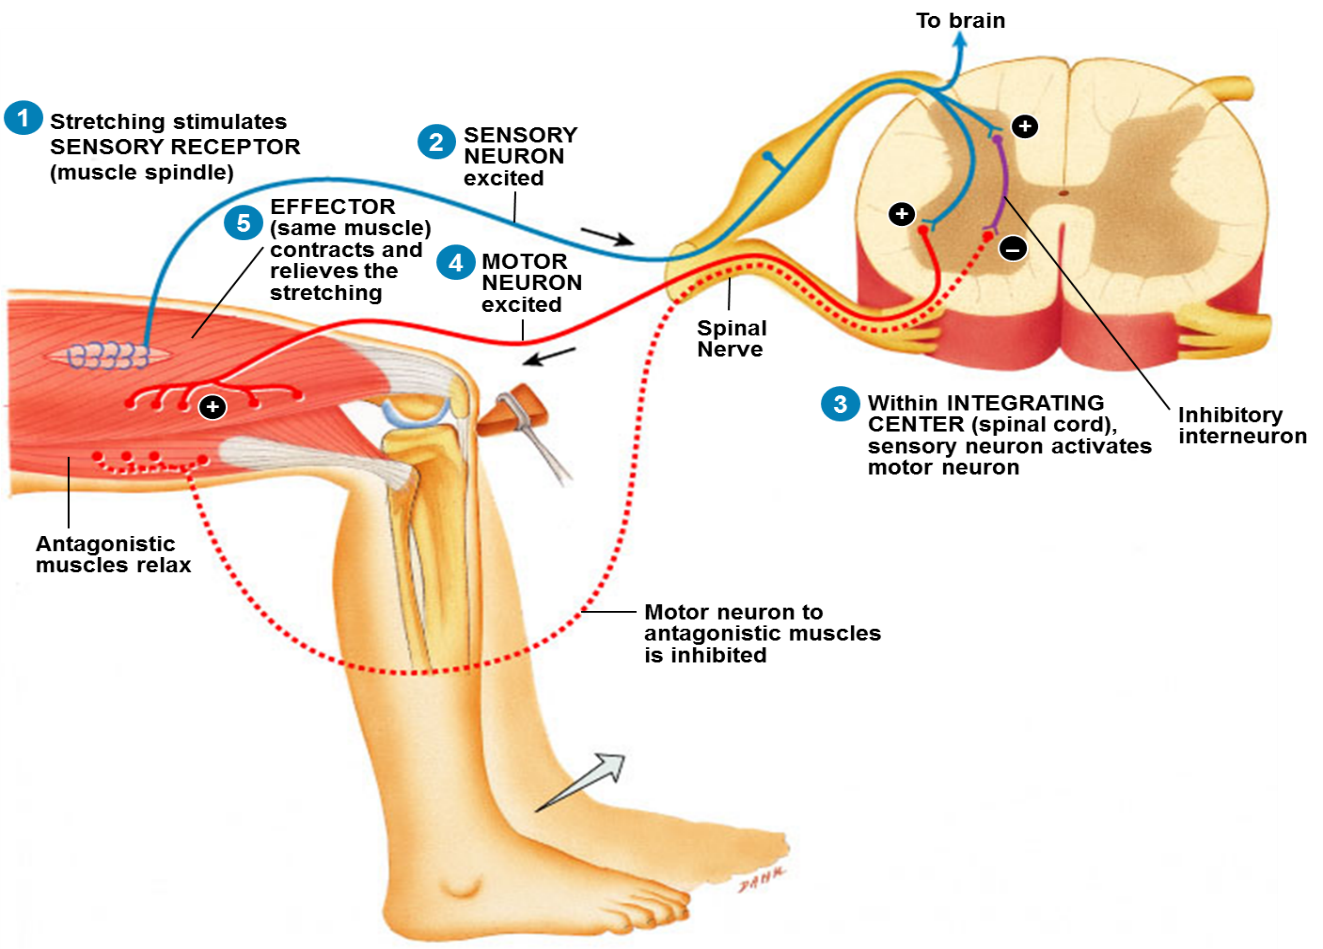 To brain
1
Stretching stimulates
SENSORY RECEPTOR
(muscle spindle)
2
SENSORY
NEURON
excited
5
EFFECTOR
(same muscle)
contracts and
relieves the
stretching
4
MOTOR
NEURON
excited
+
+
−
+
Spinal
Nerve
3
Within INTEGRATING
CENTER (spinal cord),
sensory neuron activates
motor neuron
Inhibitory
interneuron
Antagonistic
muscles relax
Motor neuron to
antagonistic muscles
is inhibited
DANK